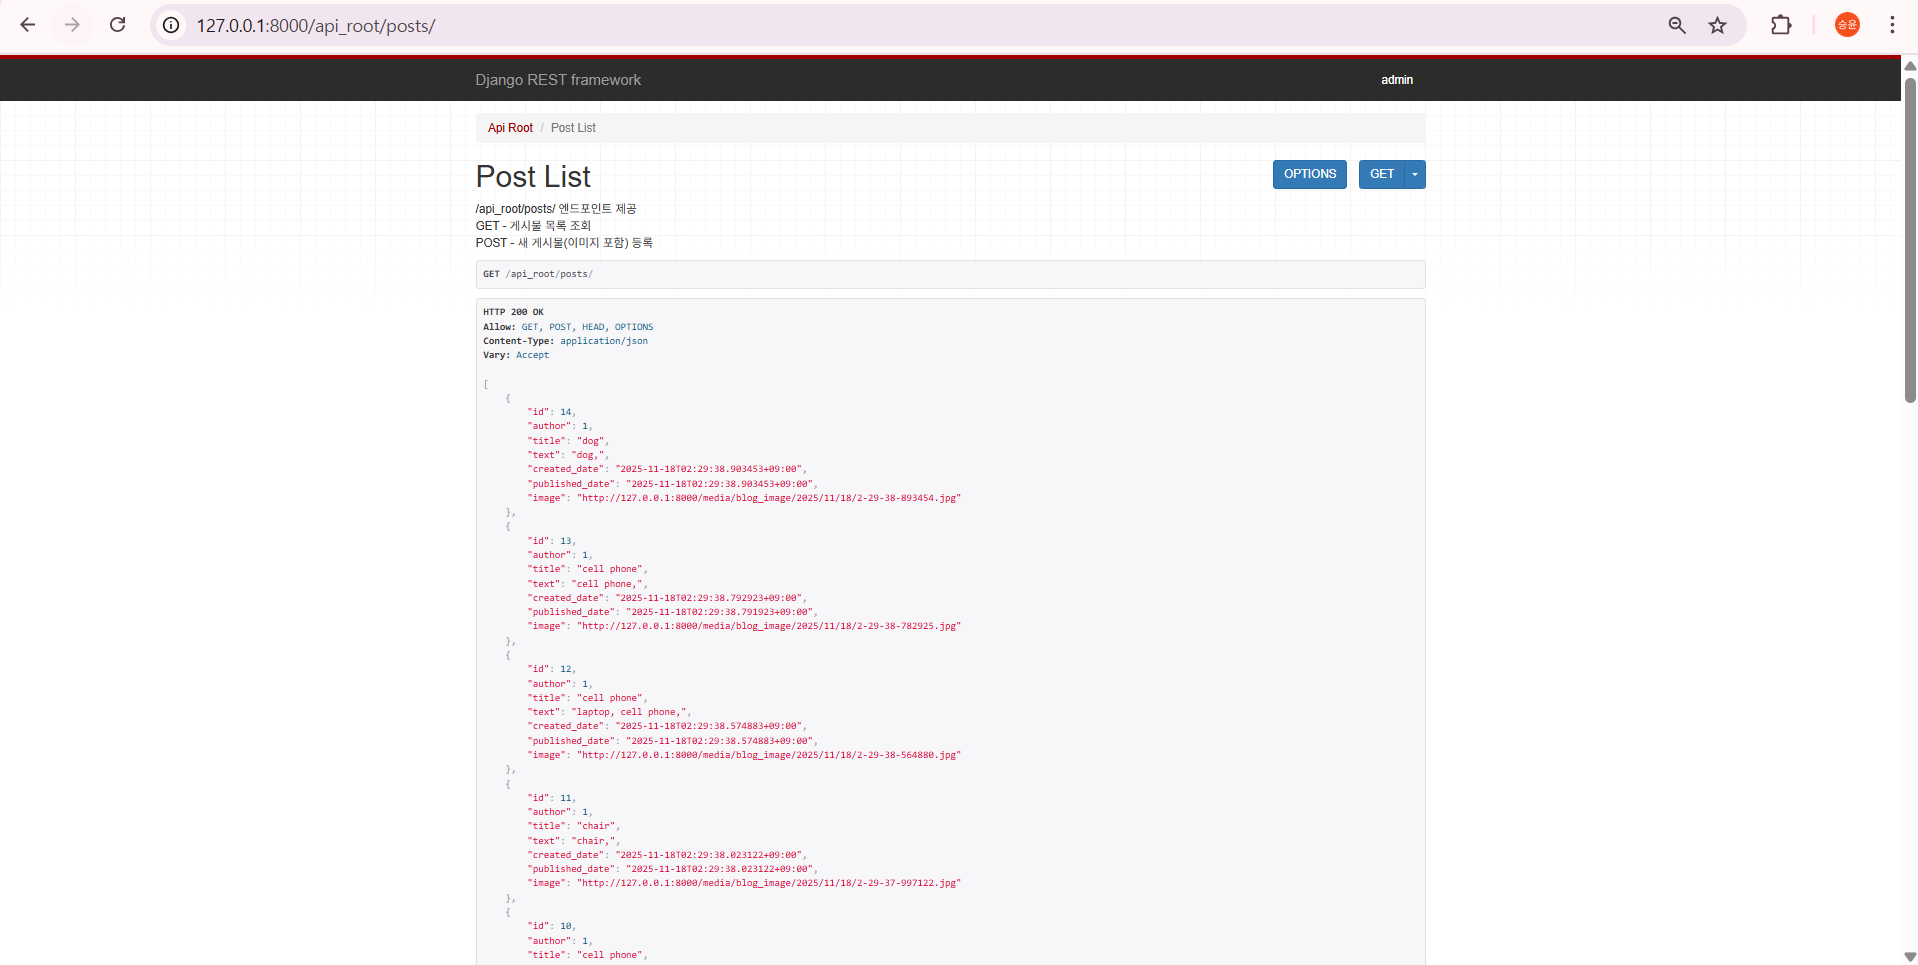 127.0.0.1:8000/api_root/posts/
승윤
Django REST framework
admin
Api Root / Post List
Post List
OPTIONS
GET
/api_root/posts/ 엔드포인트 제공
GET - 게시물 목록 조회
POST - 새 게시물(이미지 포함) 등록
GET /api_root/posts/
HTTP 200 OK
Allow: GET, POST, HEAD, OPTIONS
Content-Type: application/json
Vary: Accept
[
{
"id": 14,
"author": 1,
"title": "dog",
"text": "dog,",
"created_date": "2025-11-18T02:29:38.903453+09:00",
"published_date": "2025-11-18T02:29:38.903453+09:00",
"image": "http://127.0.0.1:8000/media/blog_image/2025/11/18/2-29-38-893454.jpg"
},
{
"id": 13,
"author": 1,
"title": "cell phone",
"text": "cell phone,",
"created_date": "2025-11-18T02:29:38.792923+09:00",
"published_date": "2025-11-18T02:29:38.791923+09:00",
"image": "http://127.0.0.1:8000/media/blog_image/2025/11/18/2-29-38-782925.jpg"
},
{
"id": 12,
"author": 1,
"title": "cell phone",
"text": "laptop, cell phone,",
"created_date": "2025-11-18T02:29:38.574883+09:00",
"published_date": "2025-11-18T02:29:38.574883+09:00",
"image": "http://127.0.0.1:8000/media/blog_image/2025/11/18/2-29-38-564880.jpg"
},
{
"id": 11,
"author": 1,
"title": "chair",
"text": "chair,",
"created_date": "2025-11-18T02:29:38.023122+09:00",
"published_date": "2025-11-18T02:29:38.023122+09:00",
"image": "http://127.0.0.1:8000/media/blog_image/2025/11/18/2-29-37-997122.jpg"
},
{
"id": 10,
"author": 1,
"title": "cell phone",